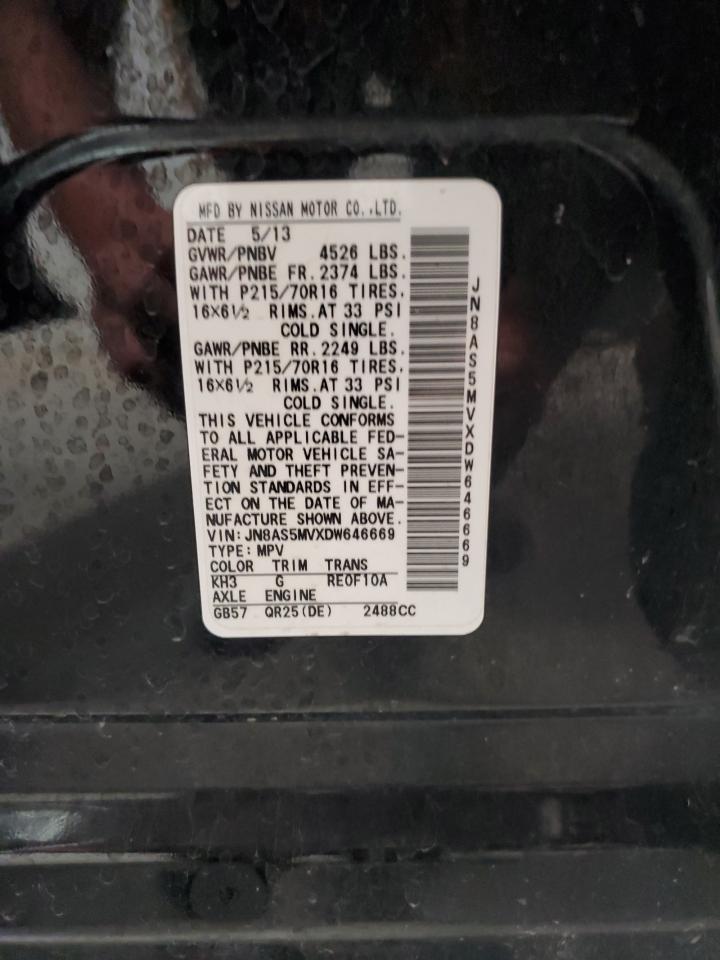 MFD BY NISSAN MOTOR CO.,LTD.
DATE 5/13
GVWR/PNBV 4526 LBS.
GAWR/PNBE FR. 2374 LBS.
WITH P215/70R16 TIRES,
16X6½ RIMS.AT 33 PSI
COLD SINGLE.
GAWR/PNBE RR. 2249 LBS.
WITH P215/70R16 TIRES,
16X6½ RIMS.AT 33 PSI
COLD SINGLE.
THIS VEHICLE CONFORMS
TO ALL APPLICABLE FED-
ERAL MOTOR VEHICLE SA-
FETY AND THEFT PREVEN-
TION STANDARDS IN EFF-
ECT ON THE DATE OF MA-
NUFACTURE SHOWN ABOVE.
VIN: JN8AS5MVXDW646669
TYPE: MPV
COLOR TRIM TRANS
KH3 G RE0F10A
AXLE ENGINE
GB57 QR25(DE) 2488CC
JN8AS5MVXDW646669